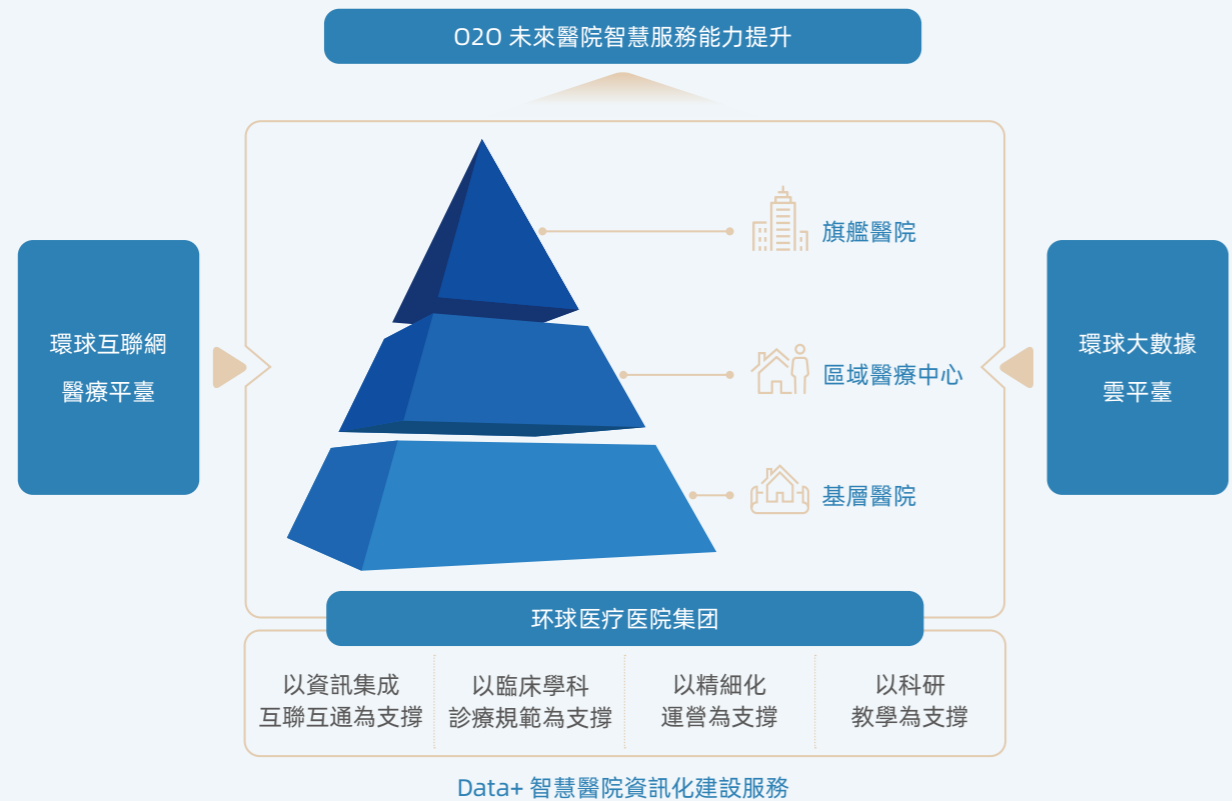 O2O 未來醫院智慧服務能力提升
旗艦醫院
環球互聯網
醫療平臺
區域醫療中心
環球大數據
雲平臺
基層醫院
环球医疗医院集团
以資訊集成
互聯互通為支撐
以臨床學科
診療規範為支撐
以精細化
運營為支撐
以科研
教學為支撐
Data+ 智慧醫院資訊化建設服務